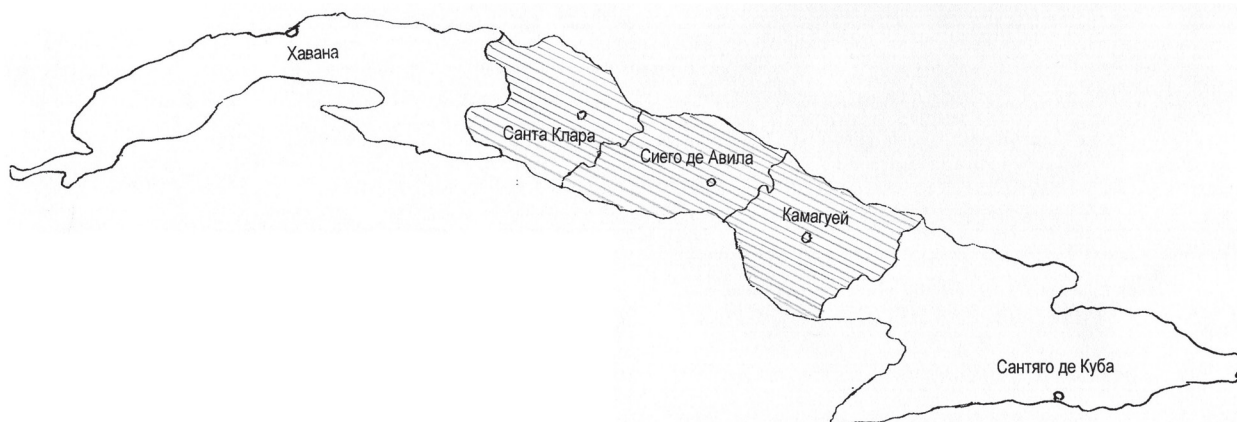 Хавана
Санта Клара
Сиего де Авила
Камагуей
Сантяго де Куба